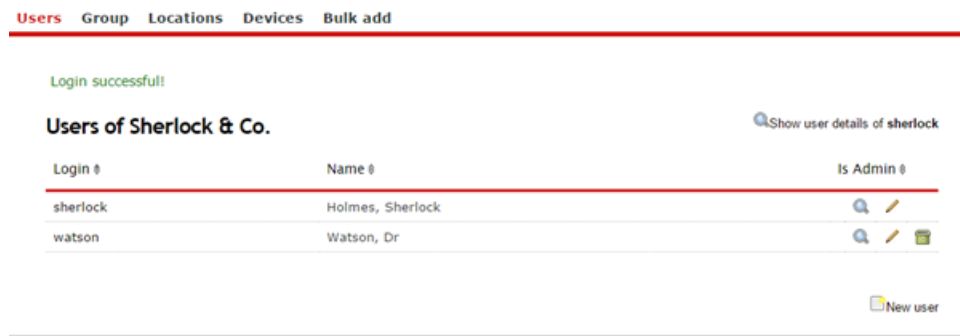 Users Group Locations Devices Bulk add
Login successful!
Users of Sherlock & Co.
Show user details of sherlock
Login Name Is Admin
sherlock Holmes, Sherlock
watson Watson, Dr
New user